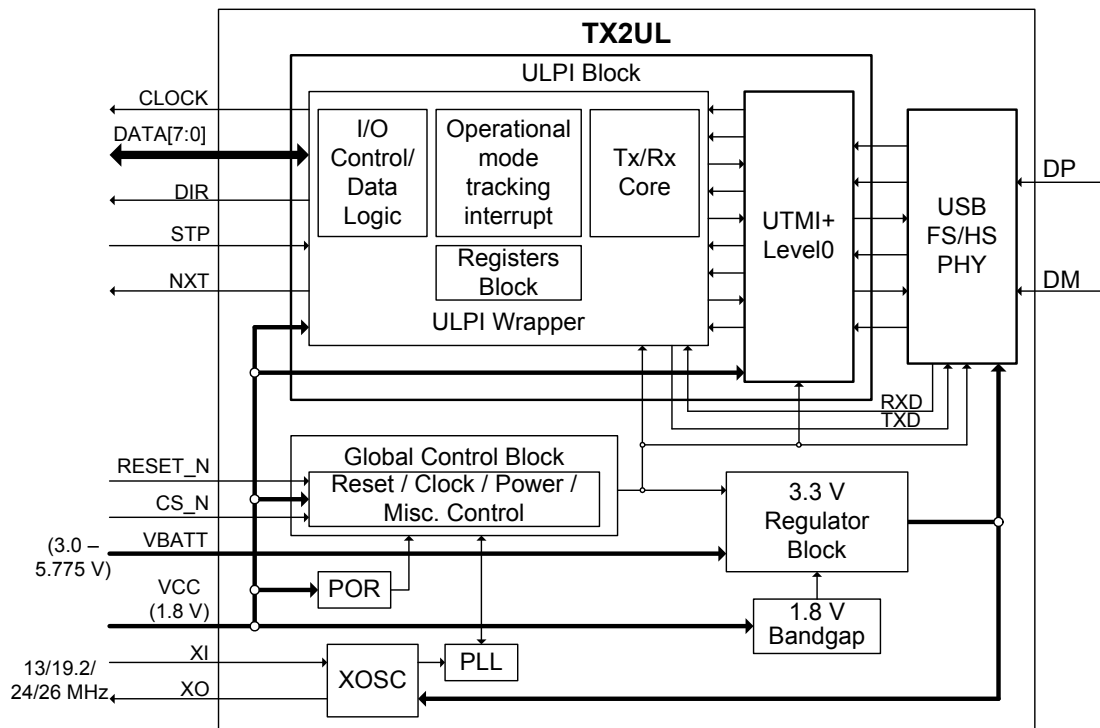 TX2UL
ULPI Block
CLOCK
DATA[7:0]
DIR
STP
NXT
I/O
Control/
Data
Logic
Operational
mode
tracking
interrupt
Tx/Rx
Core
Registers
Block
ULPI Wrapper
UTMI+
Level0
USB
FS/HS
PHY
DP
DM
RXD
TXD
RESET_N
CS_N
(3.0 –
5.775 V)
VBATT
VCC
(1.8 V)
Global Control Block
Reset / Clock / Power /
Misc. Control
3.3 V
Regulator
Block
POR
1.8 V
Bandgap
XI
13/19.2/
24/26 MHz
XO
XOSC
PLL